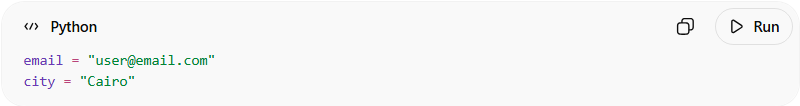 Python
Run
email = "user@email.com"
city = "Cairo"